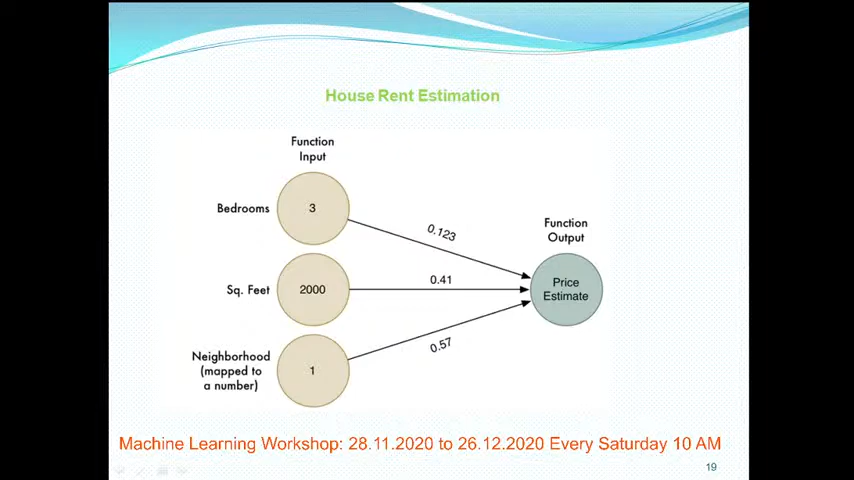 House Rent Estimation
Function
Input
Bedrooms
3
0.123
Function
Output
Sq. Feet
2000
0.41
Price
Estimate
Neighborhood
(mapped to
a number)
1
0.57
Machine Learning Workshop: 28.11.2020 to 26.12.2020 Every Saturday 10 AM
19